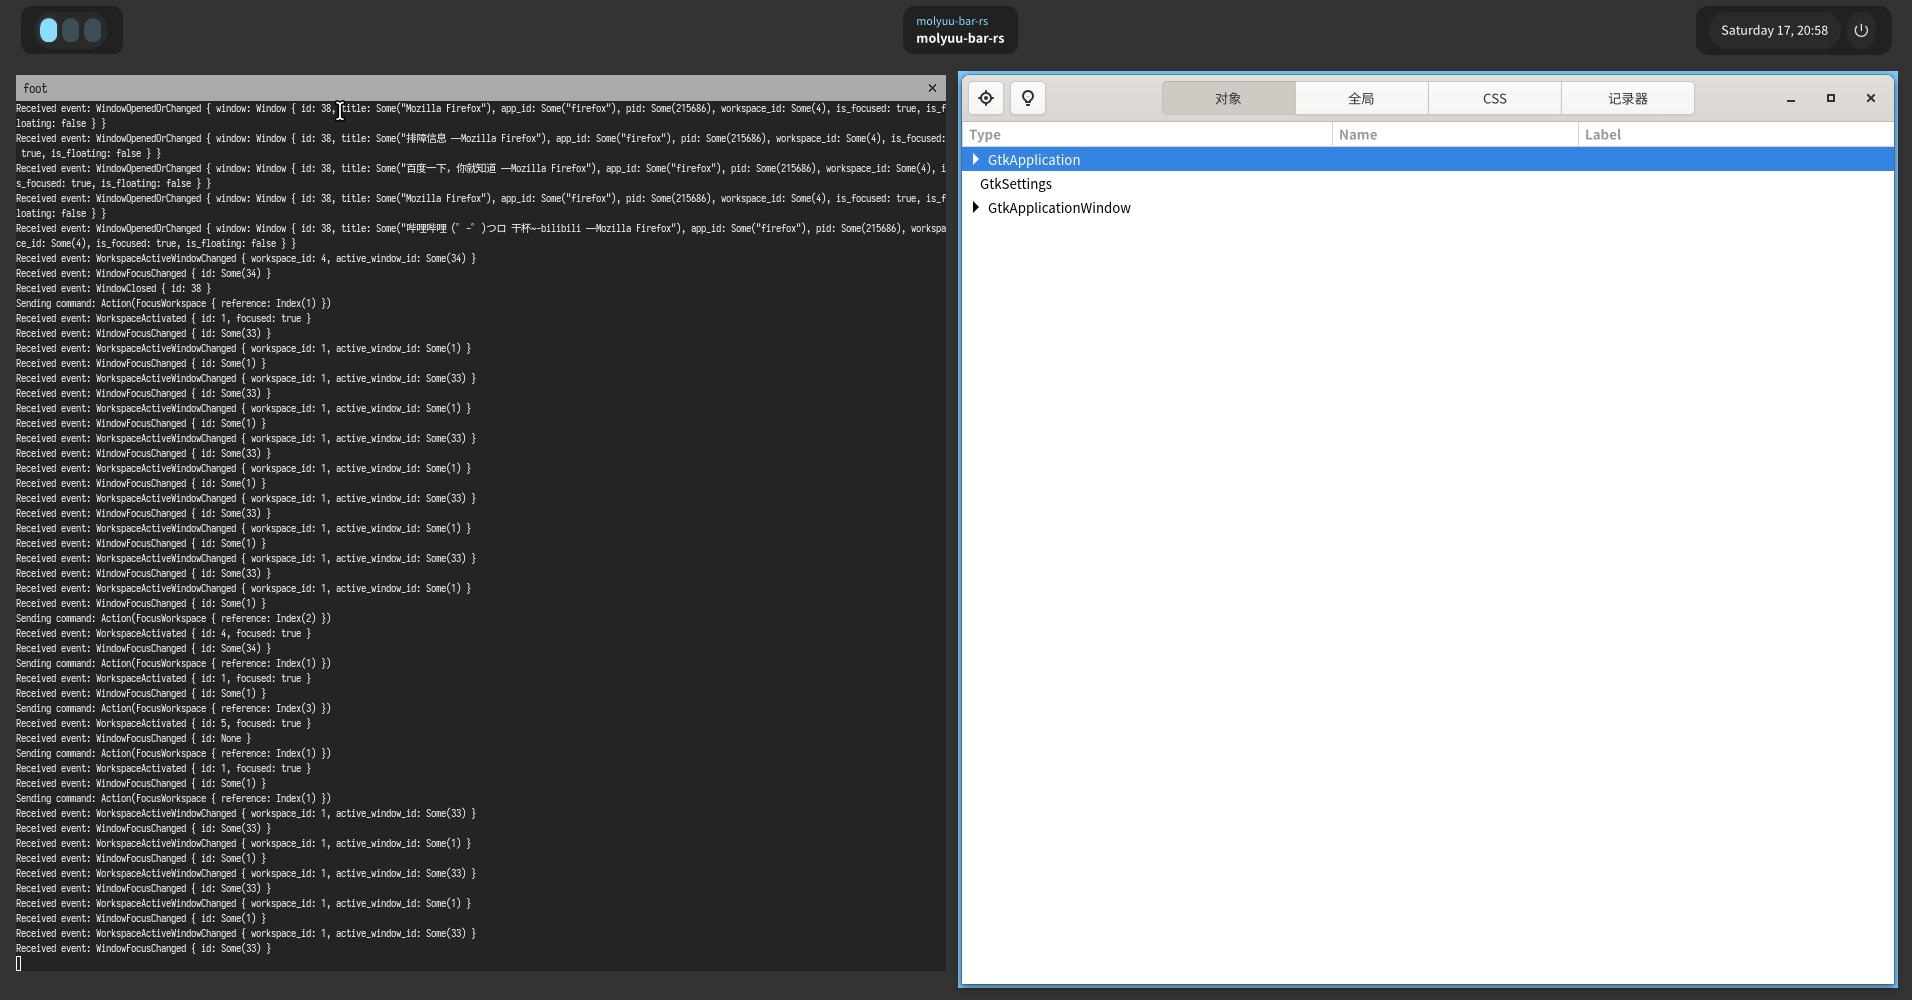 molyuu-bar-rs
molyuu-bar-rs
Saturday 17, 20:58
foot
Received event: WindowOpenedOrChanged { window: Window { id: 38, title: Some("Mozilla Firefox"), app_id: Some("firefox"), pid: Some(215686), workspace_id: Some(4), is_focused: true, is_f
loating: false } }
Received event: WindowOpenedOrChanged { window: Window { id: 38, title: Some("排障信息 —Mozilla Firefox"), app_id: Some("firefox"), pid: Some(215686), workspace_id: Some(4), is_focused:
true, is_floating: false } }
Received event: WindowOpenedOrChanged { window: Window { id: 38, title: Some("百度一下，你就知道 —Mozilla Firefox"), app_id: Some("firefox"), pid: Some(215686), workspace_id: Some(4), i
s_focused: true, is_floating: false } }
Received event: WindowOpenedOrChanged { window: Window { id: 38, title: Some("Mozilla Firefox"), app_id: Some("firefox"), pid: Some(215686), workspace_id: Some(4), is_focused: true, is_f
loating: false } }
Received event: WindowOpenedOrChanged { window: Window { id: 38, title: Some("哔哩哔哩 (゜-゜)つロ 干杯~-bilibili —Mozilla Firefox"), app_id: Some("firefox"), pid: Some(215686), workspa
ce_id: Some(4), is_focused: true, is_floating: false } }
Received event: WorkspaceActiveWindowChanged { workspace_id: 4, active_window_id: Some(34) }
Received event: WindowFocusChanged { id: Some(34) }
Received event: WindowClosed { id: 38 }
Sending command: Action(FocusWorkspace { reference: Index(1) })
Received event: WorkspaceActivated { id: 1, focused: true }
Received event: WindowFocusChanged { id: Some(33) }
Received event: WorkspaceActiveWindowChanged { workspace_id: 1, active_window_id: Some(1) }
Received event: WindowFocusChanged { id: Some(1) }
Received event: WorkspaceActiveWindowChanged { workspace_id: 1, active_window_id: Some(33) }
Received event: WindowFocusChanged { id: Some(33) }
Received event: WorkspaceActiveWindowChanged { workspace_id: 1, active_window_id: Some(1) }
Received event: WindowFocusChanged { id: Some(1) }
Received event: WorkspaceActiveWindowChanged { workspace_id: 1, active_window_id: Some(33) }
Received event: WindowFocusChanged { id: Some(33) }
Received event: WorkspaceActiveWindowChanged { workspace_id: 1, active_window_id: Some(1) }
Received event: WindowFocusChanged { id: Some(1) }
Received event: WorkspaceActiveWindowChanged { workspace_id: 1, active_window_id: Some(33) }
Received event: WindowFocusChanged { id: Some(33) }
Received event: WorkspaceActiveWindowChanged { workspace_id: 1, active_window_id: Some(1) }
Received event: WindowFocusChanged { id: Some(1) }
Received event: WorkspaceActiveWindowChanged { workspace_id: 1, active_window_id: Some(33) }
Received event: WindowFocusChanged { id: Some(33) }
Received event: WorkspaceActiveWindowChanged { workspace_id: 1, active_window_id: Some(1) }
Received event: WindowFocusChanged { id: Some(1) }
Sending command: Action(FocusWorkspace { reference: Index(2) })
Received event: WorkspaceActivated { id: 4, focused: true }
Received event: WindowFocusChanged { id: Some(34) }
Sending command: Action(FocusWorkspace { reference: Index(1) })
Received event: WorkspaceActivated { id: 1, focused: true }
Received event: WindowFocusChanged { id: Some(1) }
Sending command: Action(FocusWorkspace { reference: Index(3) })
Received event: WorkspaceActivated { id: 5, focused: true }
Received event: WindowFocusChanged { id: None }
Sending command: Action(FocusWorkspace { reference: Index(1) })
Received event: WorkspaceActivated { id: 1, focused: true }
Received event: WindowFocusChanged { id: Some(1) }
Sending command: Action(FocusWorkspace { reference: Index(1) })
Received event: WorkspaceActiveWindowChanged { workspace_id: 1, active_window_id: Some(33) }
Received event: WindowFocusChanged { id: Some(33) }
Received event: WorkspaceActiveWindowChanged { workspace_id: 1, active_window_id: Some(1) }
Received event: WindowFocusChanged { id: Some(1) }
Received event: WorkspaceActiveWindowChanged { workspace_id: 1, active_window_id: Some(33) }
Received event: WindowFocusChanged { id: Some(33) }
Received event: WorkspaceActiveWindowChanged { workspace_id: 1, active_window_id: Some(1) }
Received event: WindowFocusChanged { id: Some(1) }
Received event: WorkspaceActiveWindowChanged { workspace_id: 1, active_window_id: Some(33) }
Received event: WindowFocusChanged { id: Some(33) }
对象 全局 CSS 记录器
Type Name Label
GtkApplication
GtkSettings
GtkApplicationWindow